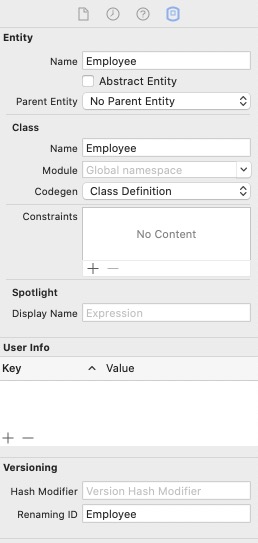 Entity
Name Employee
Abstract Entity
Parent Entity No Parent Entity
Class
Name Employee
Module Global namespace
Codegen Class Definition
Constraints
No Content
Spotlight
Display Name Expression
User Info
Key Value
Versioning
Hash Modifier Version Hash Modifier
Renaming ID Employee